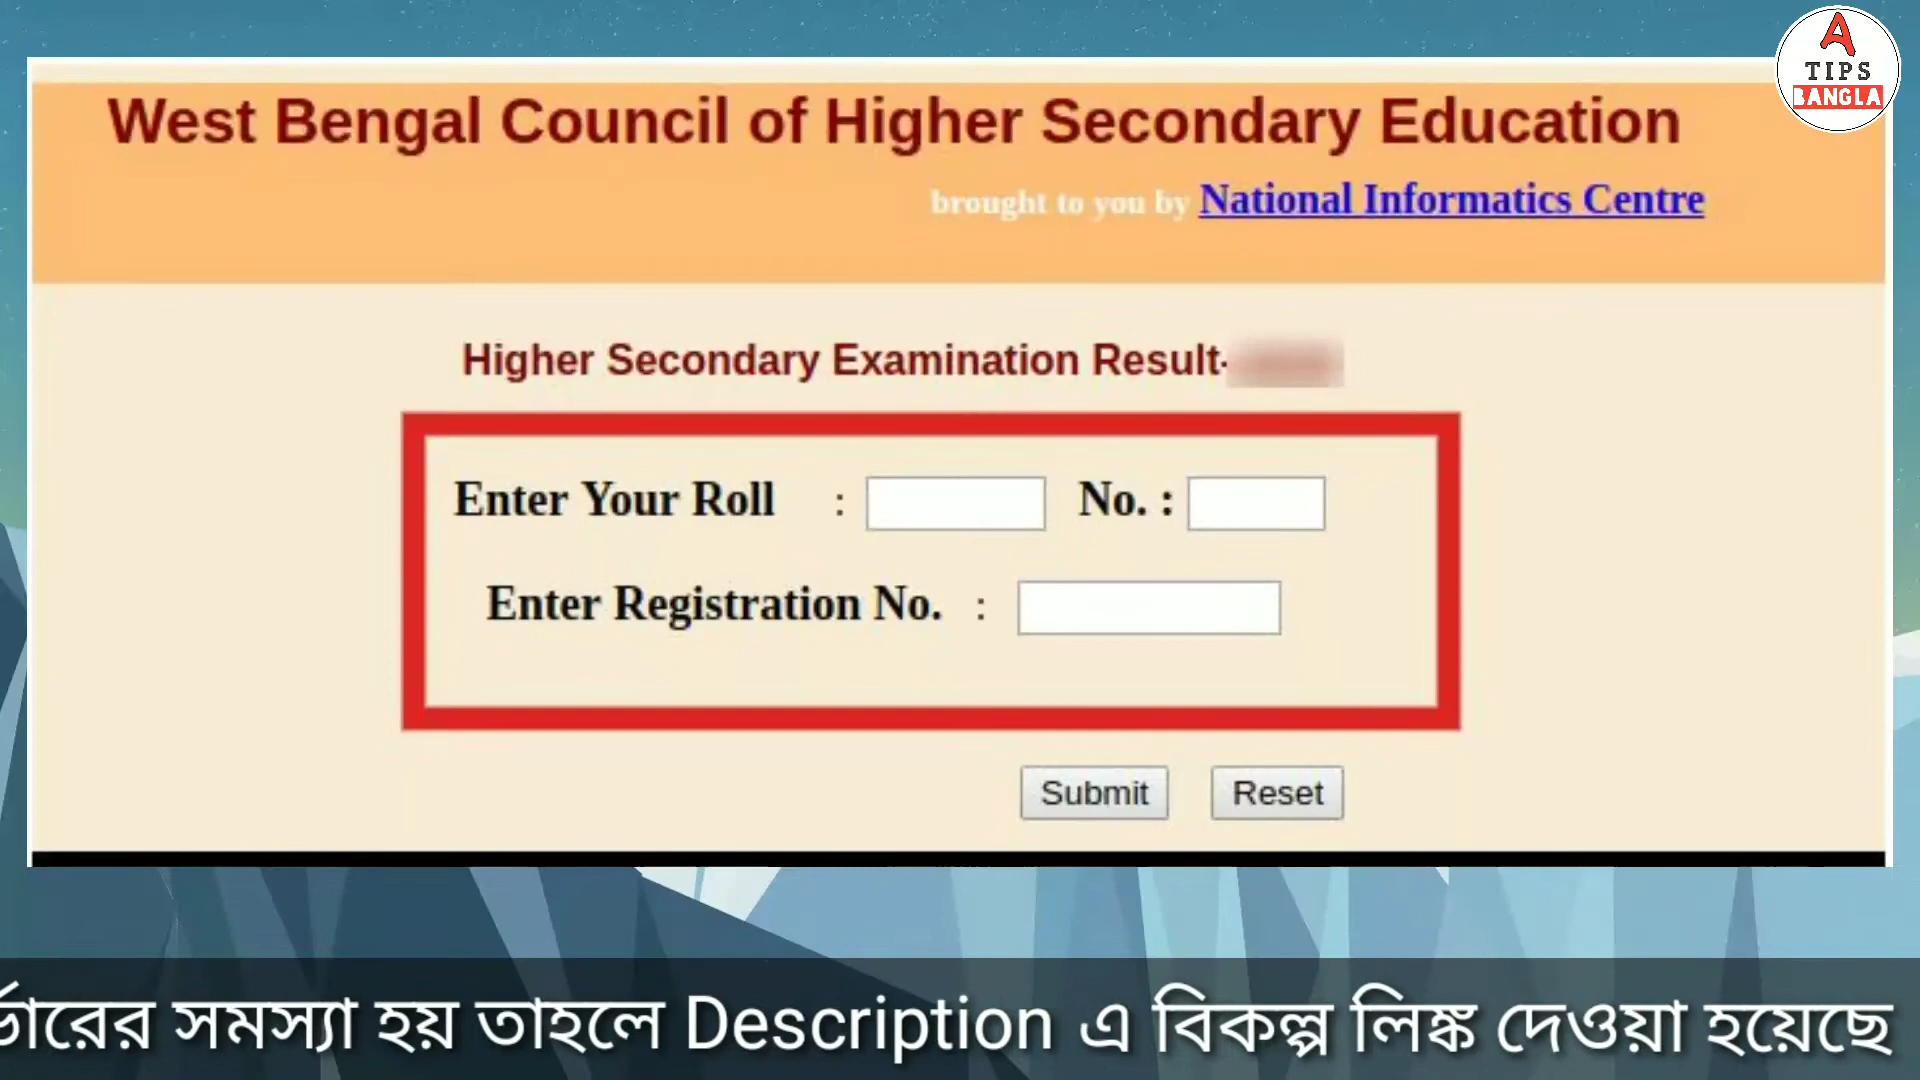 A
TIPS
BANGLA
West Bengal Council of Higher Secondary Education
brought to you by National Informatics Centre
Higher Secondary Examination Result-
Enter Your Roll : No. :
Enter Registration No. :
Submit Reset
র্ভারের সমস্যা হয় তাহলে Description এ বিকল্প লিঙ্ক দেওয়া হয়েছে